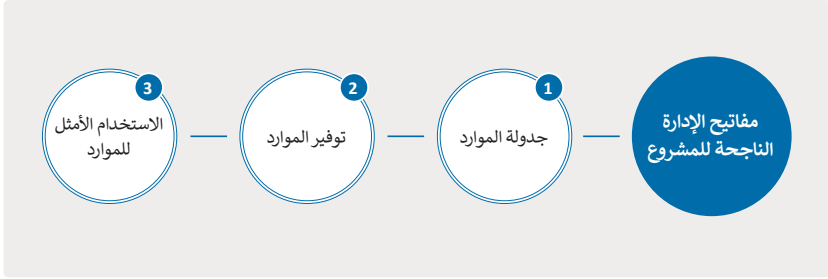 مفاتيح الإدارة
الناجحة للمشروع
1
جدولة الموارد
2
توفير الموارد
3
الاستخدام الأمثل
للموارد